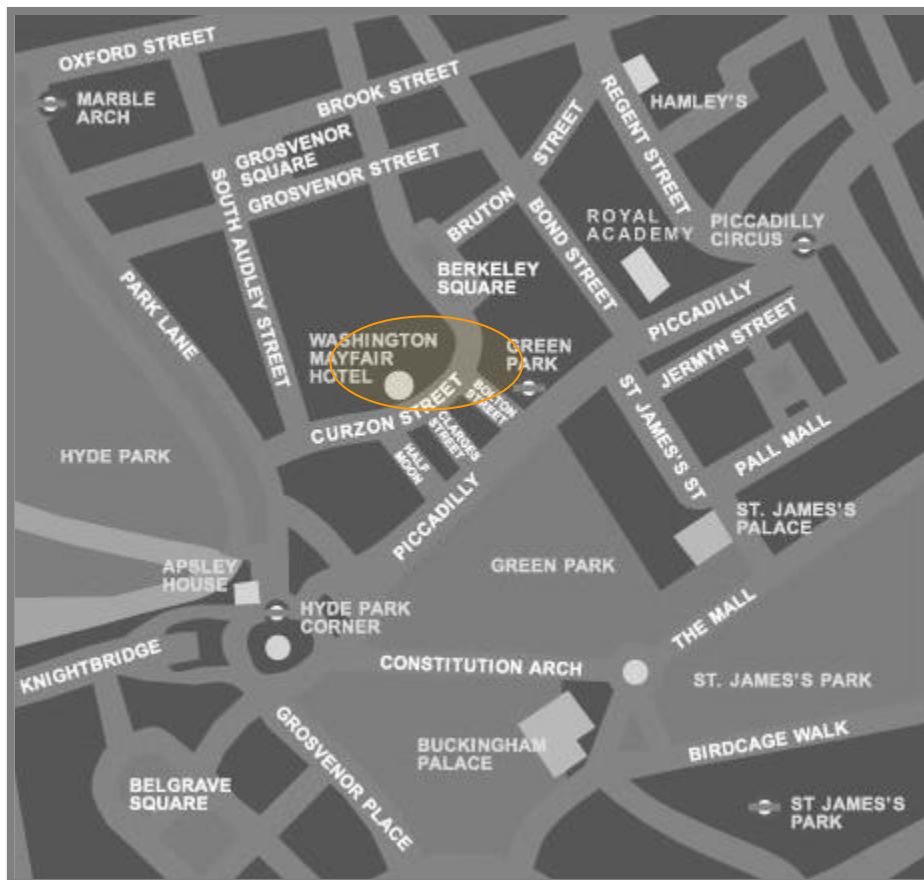 OXFORD STREET
MARBLE
ARCH
BROOK STREET
HAMLEY'S
REGENT STREET
GROSVENOR
SQUARE
GROSVENOR STREET
SOUTH AUDLEY STREET
BRUTON STREET
BOND STREET
ROYAL
ACADEMY
PICCADILLY
CIRCUS
PARK LANE
BERKELEY
SQUARE
PICCADILLY
JERMYN STREET
WASHINGTON
MAYFAIR
HOTEL
GREEN
PARK
BOLTON
STREET
CURZON STREET
CLARGES
STREET
HALF
MOON
ST JAMES'S ST
PALL MALL
HYDE PARK
PICCADILLY
ST. JAMES'S
PALACE
APSLEY
HOUSE
GREEN PARK
HYDE PARK
CORNER
THE MALL
KNIGHTBRIDGE
CONSTITUTION ARCH
ST. JAMES'S PARK
GROSVENOR PLACE
BUCKINGHAM
PALACE
BIRDCAGE WALK
BELGRAVE
SQUARE
ST JAMES'S
PARK